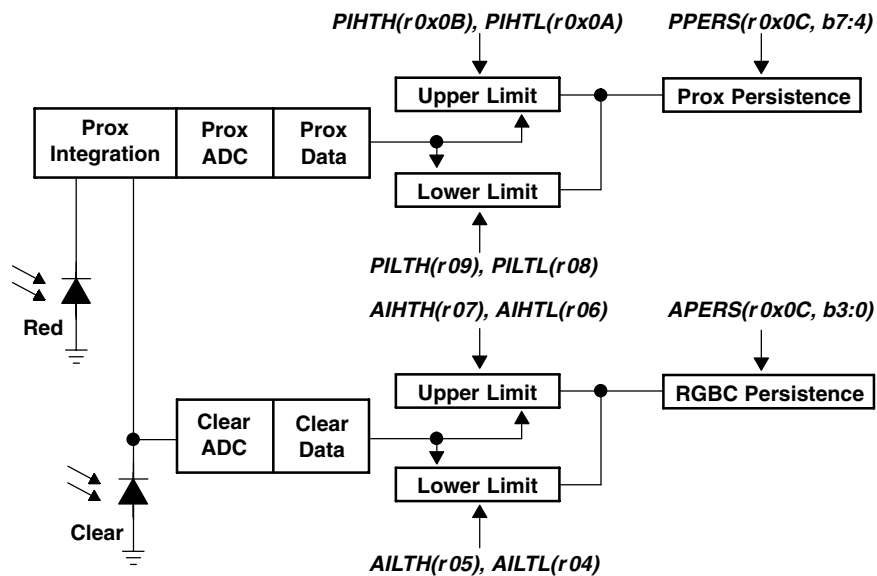 PIHTH(r0x0B), PIHTL(r0x0A)
PPERS(r0x0C, b7:4)
Upper Limit
Prox Persistence
Prox
Integration
Prox
ADC
Prox
Data
Lower Limit
PILTH(r09), PILTL(r08)
Red
AIHTH(r07), AIHTL(r06)
APERS(r0x0C, b3:0)
Upper Limit
RGBC Persistence
Clear
ADC
Clear
Data
Lower Limit
Clear
AILTH(r05), AILTL(r04)